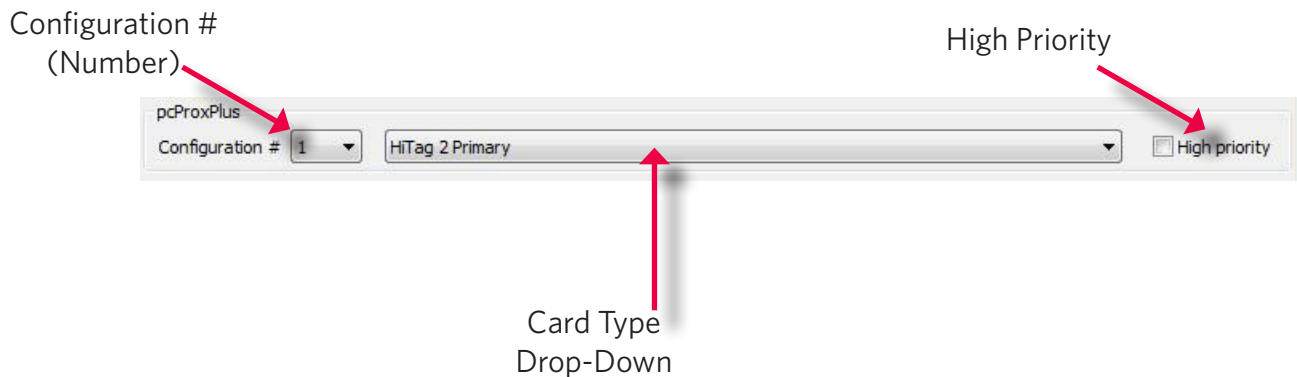 Configuration #
(Number)
High Priority
pcProxPlus
Configuration # 1 HiTag 2 Primary High priority
Card Type
Drop-Down